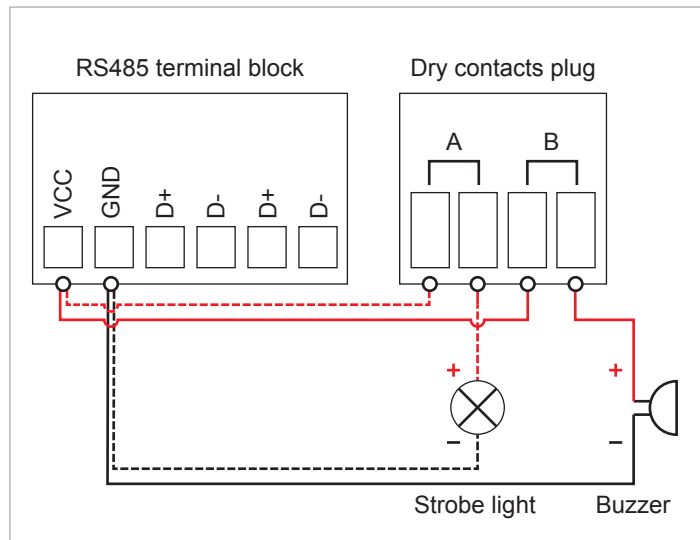 RS485 terminal block
Dry contacts plug
A
B
VCC
GND
D+
D-
D+
D-
+
+
−
−
Strobe light
Buzzer